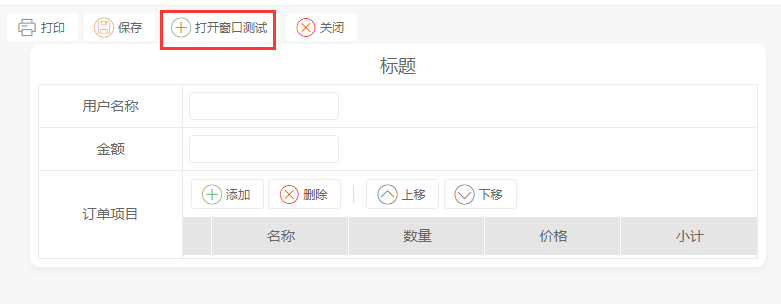 打印 保存 打开窗口测试 关闭
标题
用户名称
金额
订单项目 添加 删除 上移 下移
名称 数量 价格 小计